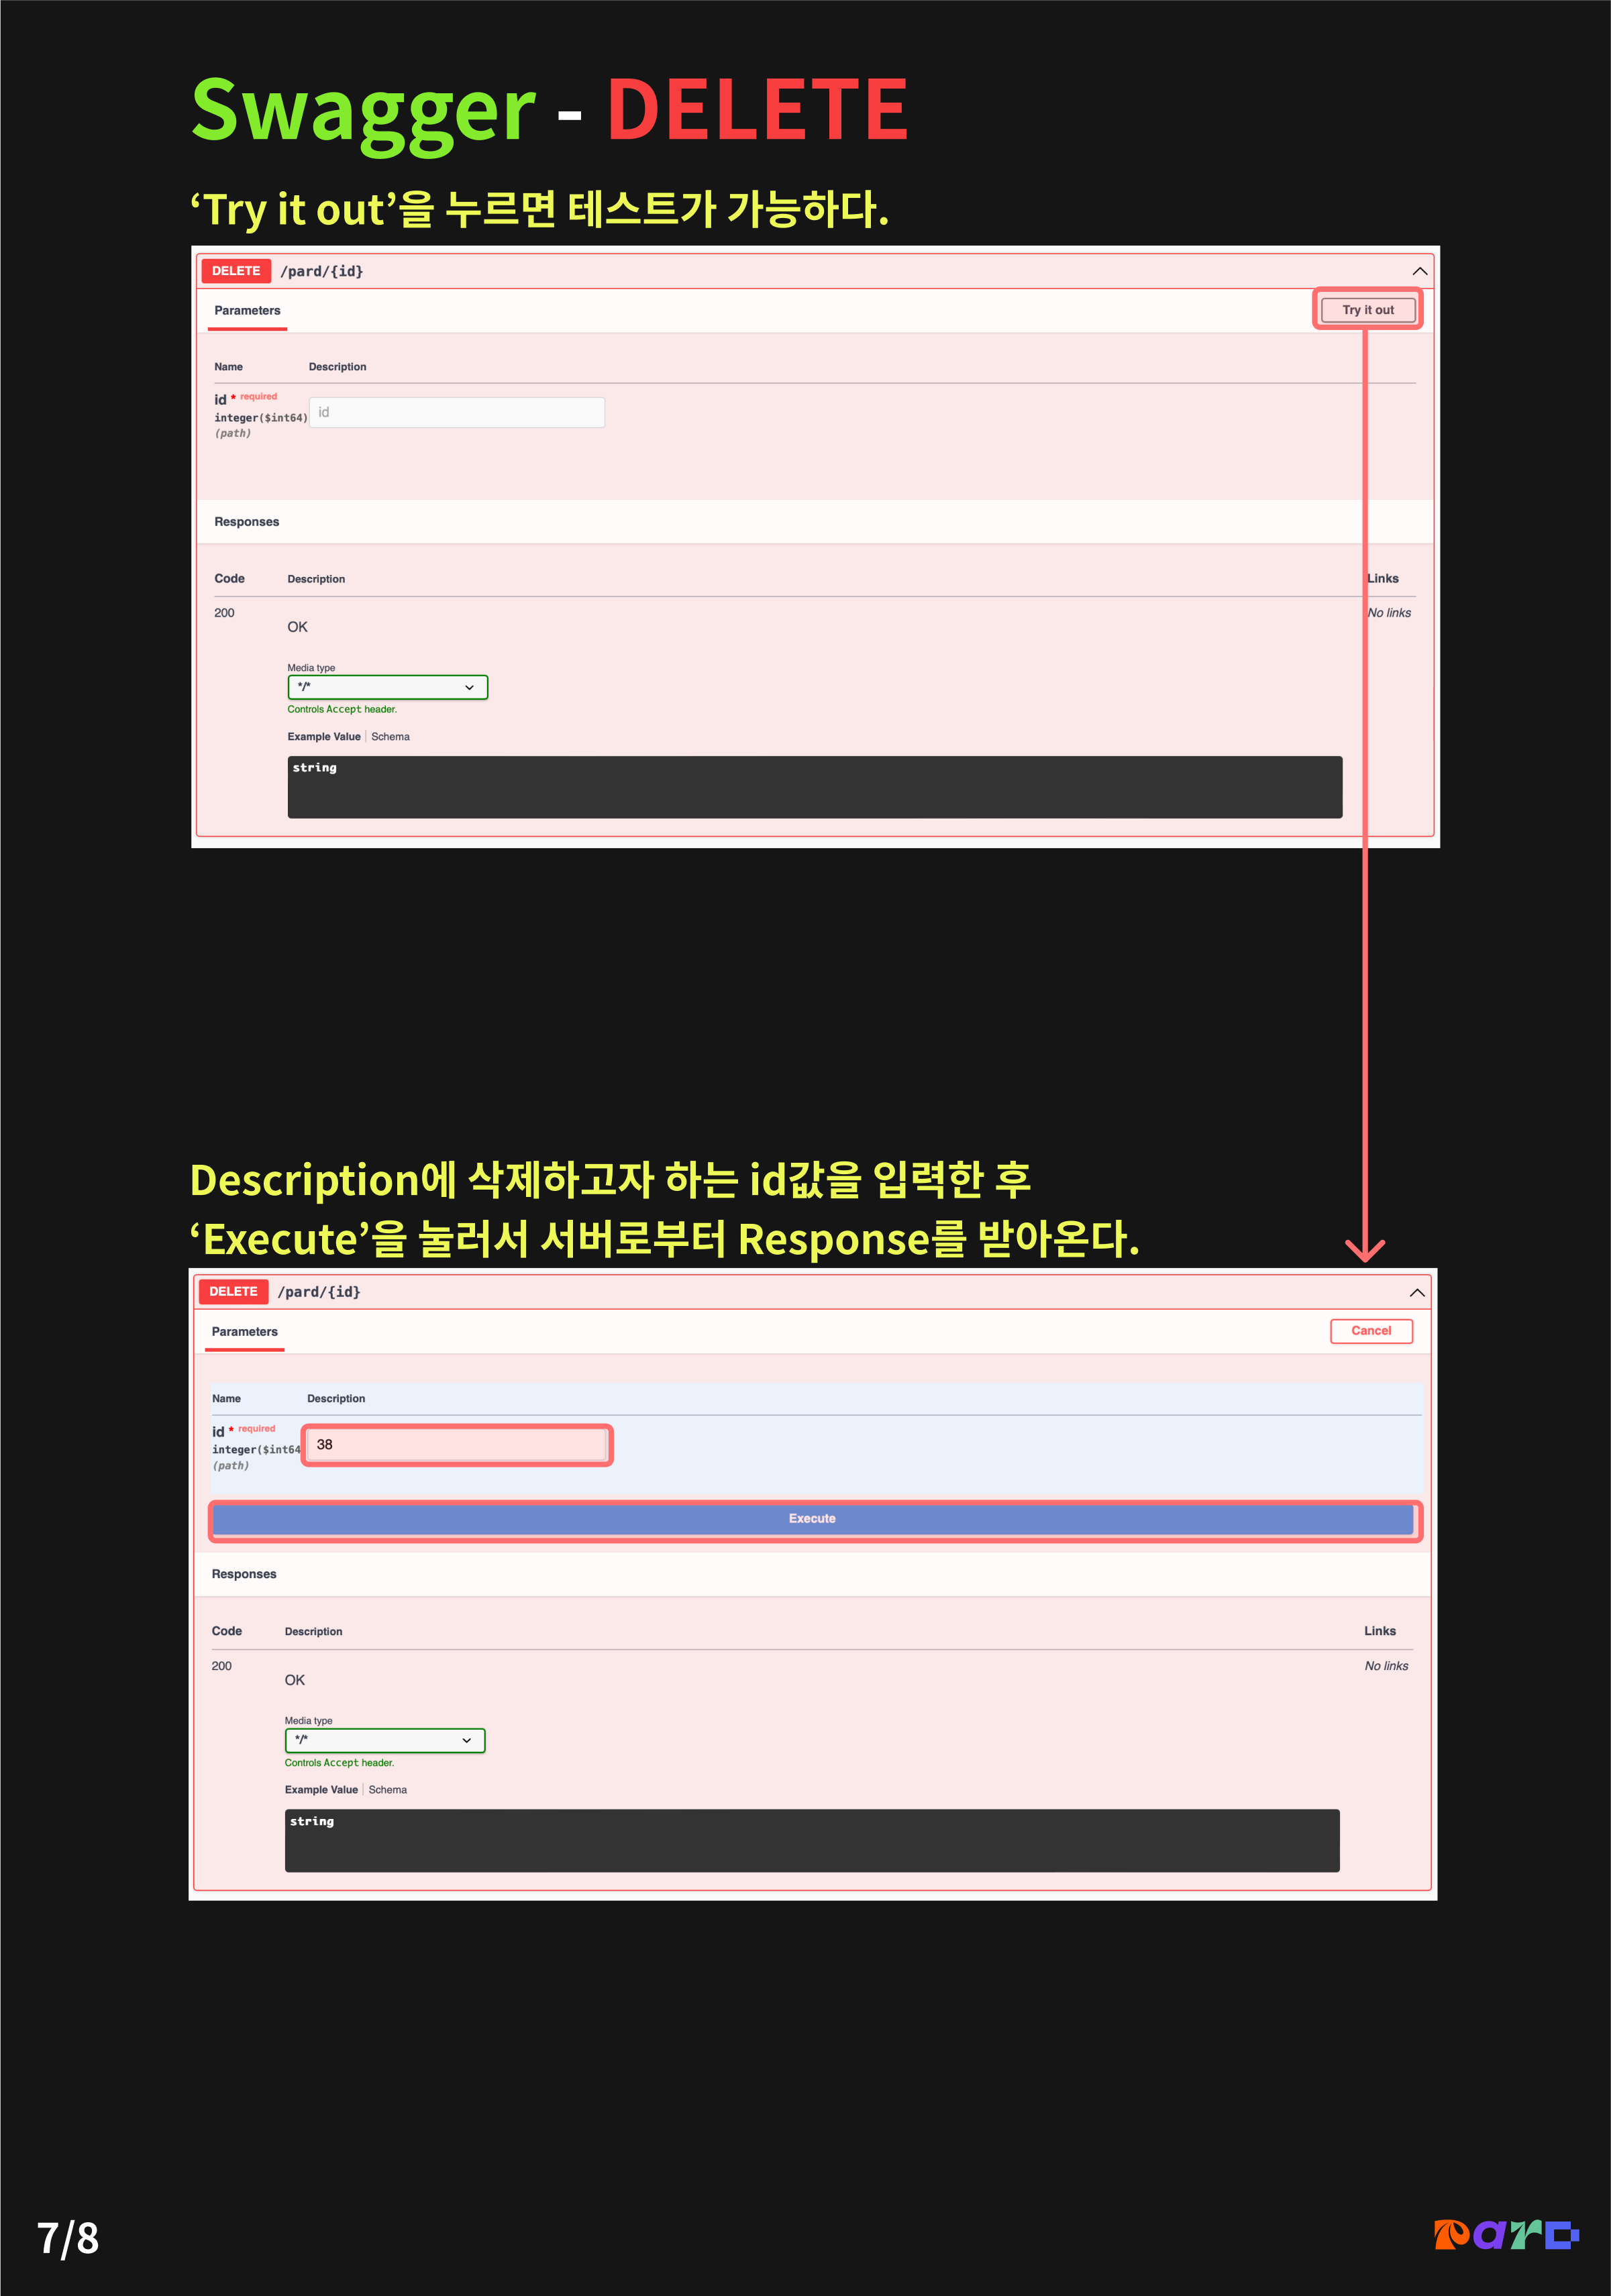 Swagger - DELETE
‘Try it out’을 누르면 테스트가 가능하다.
DELETE /pard/{id}
Parameters
Try it out
Name Description
id * required
integer($int64)
(path)
id
Responses
Code Description Links
200
OK
No links
Media type
*/*
Controls Accept header.
Example Value | Schema
string
Description에 삭제하고자 하는 id값을 입력한 후
‘Execute’을 눌러서 서버로부터 Response를 받아온다.
DELETE /pard/{id}
Parameters
Cancel
Name Description
id * required
integer($int64
(path)
38
Execute
Responses
Code Description Links
200
OK
No links
Media type
*/*
Controls Accept header.
Example Value | Schema
string
7/8
pard